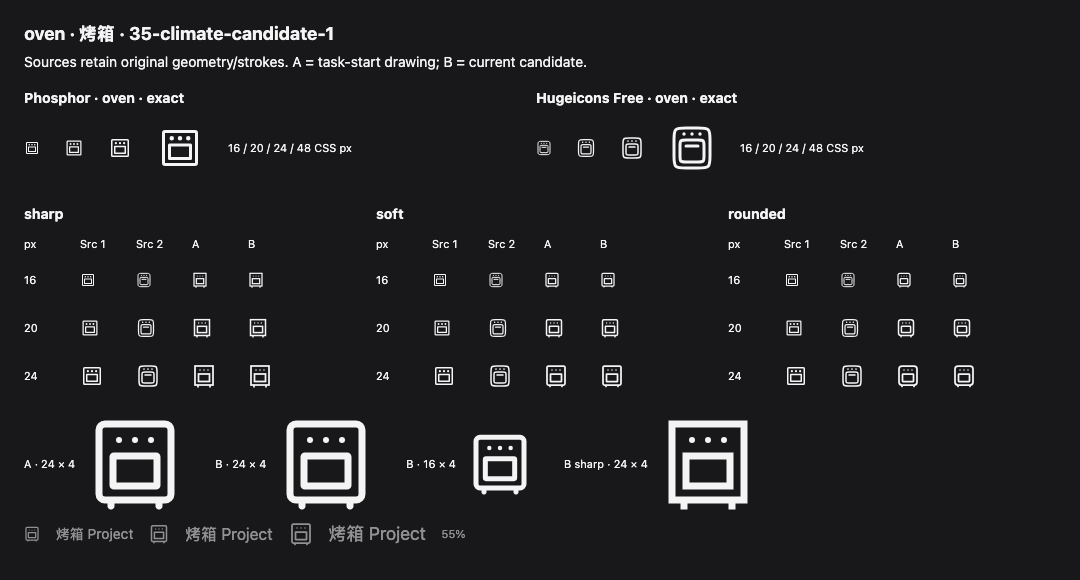 oven · 烤箱 · 35-climate-candidate-1
Sources retain original geometry/strokes. A = task-start drawing; B = current candidate.
Phosphor · oven · exact
Hugeicons Free · oven · exact
16 / 20 / 24 / 48 CSS px
16 / 20 / 24 / 48 CSS px
sharp
soft
rounded
px Src 1 Src 2 A B
px Src 1 Src 2 A B
px Src 1 Src 2 A B
16
16
16
20
20
20
24
24
24
A · 24 × 4
B · 24 × 4
B · 16 × 4
B sharp · 24 × 4
烤箱 Project
烤箱 Project
烤箱 Project
55%